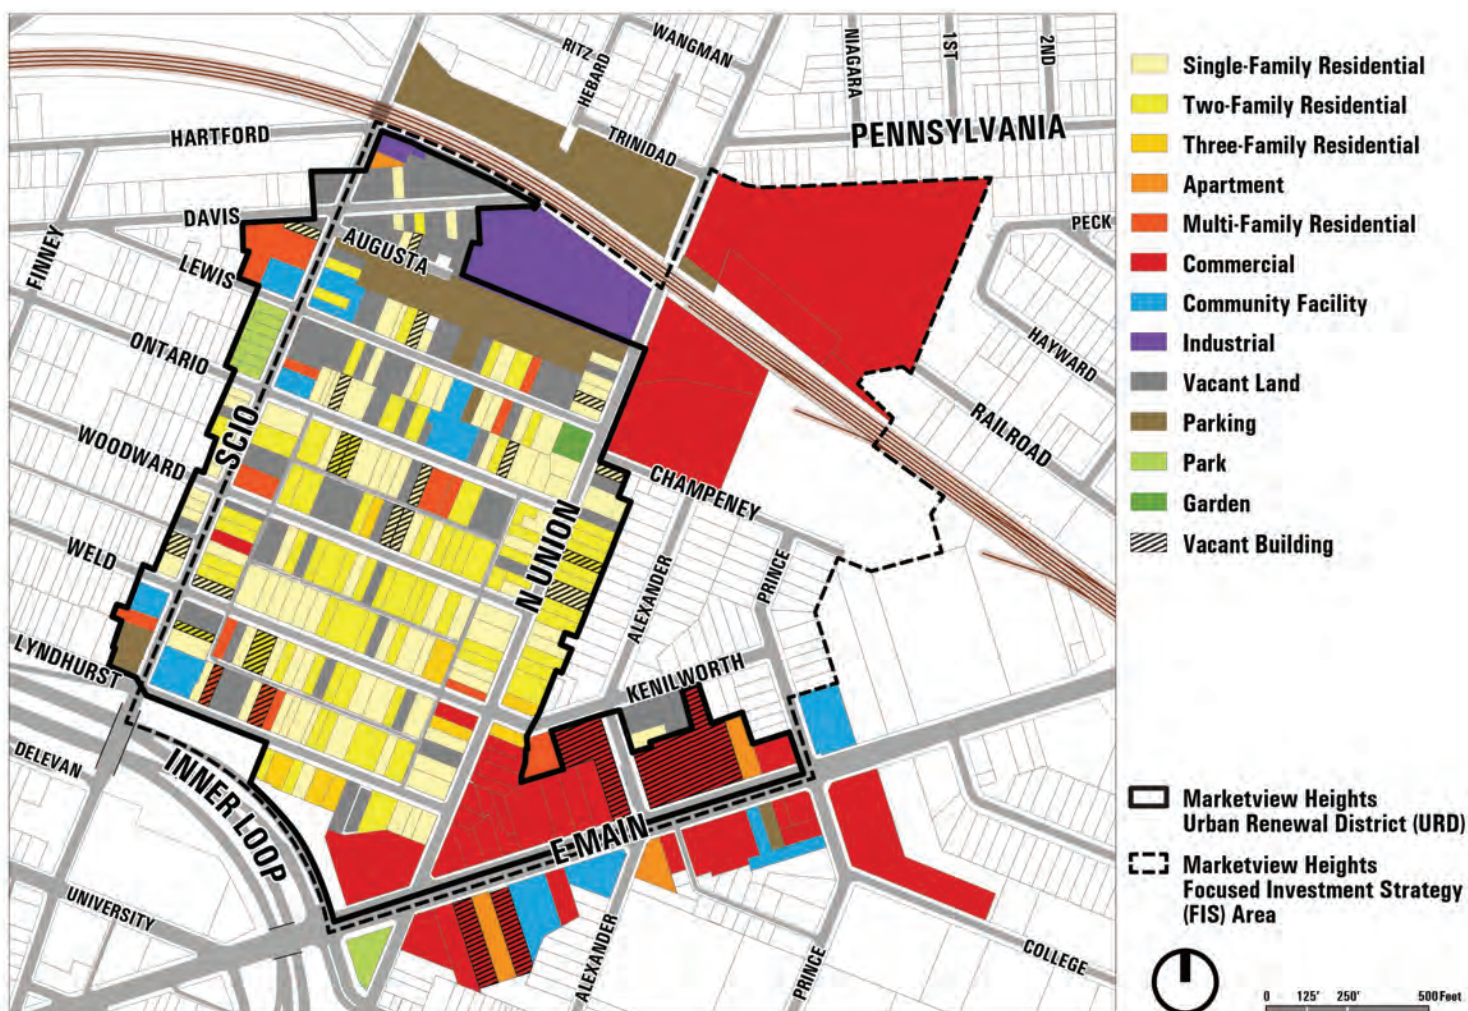 WANGMAN
RITZ
HEBARD
NIAGARA
1ST
2ND
HARTFORD
TRINIDAD
PENNSYLVANIA
DAVIS
AUGUSTA
PECK
FINNEY
LEWIS
ONTARIO
HAYWARD
WOODWARD
SCIO
RAILROAD
CHAMPENEY
WELD
N UNION
ALEXANDER
PRINCE
LYNDHURST
KENILWORTH
DELEVAN
INNER LOOP
E MAIN
UNIVERSITY
ALEXANDER
PRINCE
COLLEGE
Single-Family Residential
Two-Family Residential
Three-Family Residential
Apartment
Multi-Family Residential
Commercial
Community Facility
Industrial
Vacant Land
Parking
Park
Garden
Vacant Building
Marketview Heights
Urban Renewal District (URD)
Marketview Heights
Focused Investment Strategy
(FIS) Area
0 125' 250' 500 Feet